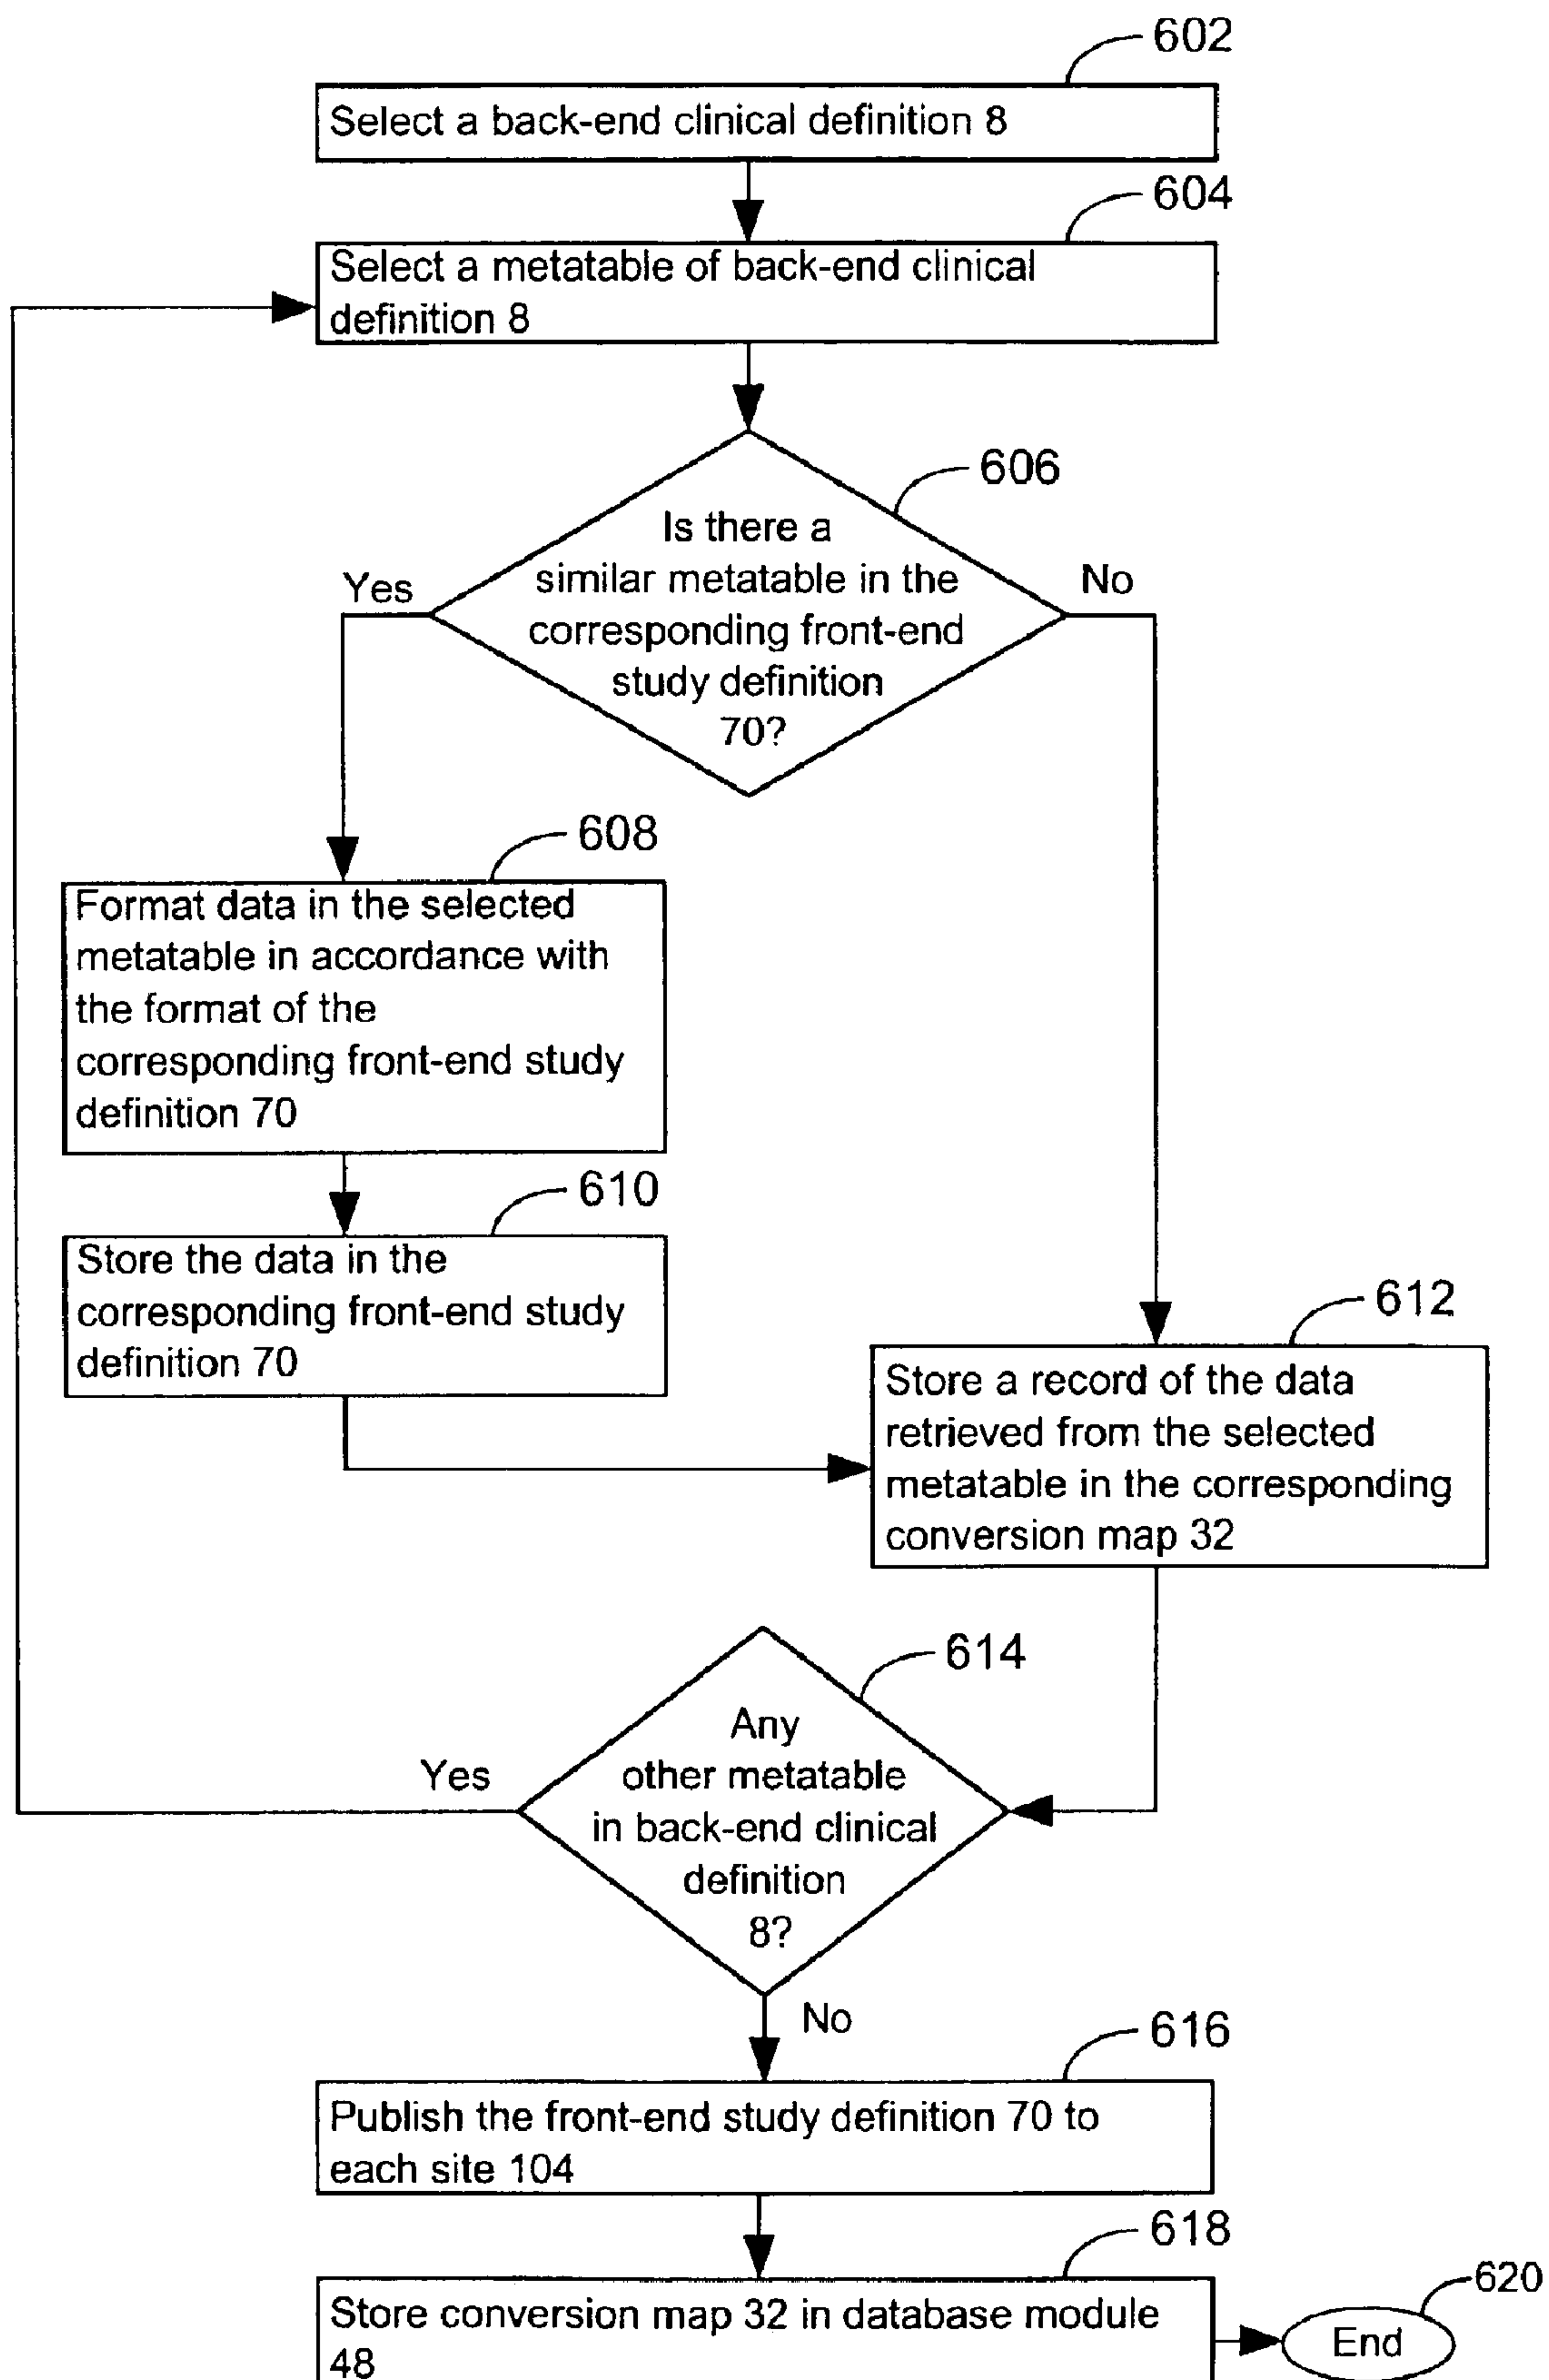 602
Select a back-end clinical definition 8
604
Select a metatable of back-end clinical
definition 8
606
Is there a
similar metatable in the
corresponding front-end
study definition
70?
Yes
No
608
Format data in the selected
metatable in accordance with
the format of the
corresponding front-end study
definition 70
610
Store the data in the
corresponding front-end study
definition 70
612
Store a record of the data
retrieved from the selected
metatable in the corresponding
conversion map 32
614
Any
other metatable
in back-end clinical
definition
8?
Yes
No
616
Publish the front-end study definition 70 to
each site 104
618
Store conversion map 32 in database module
48
620
End